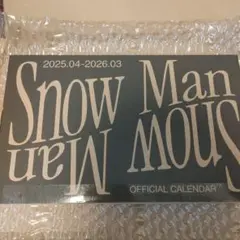 2025.04-2026.03
Snow Man
Snow Man
OFFICIAL CALENDAR